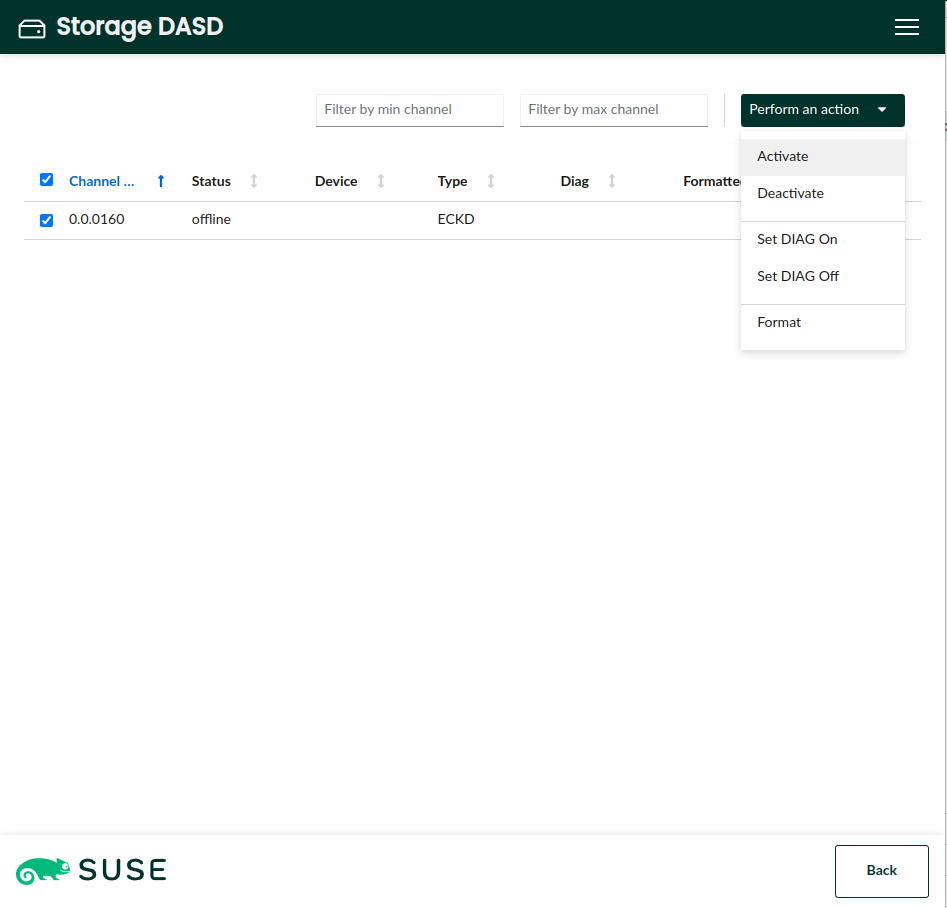 Storage DASD
Filter by min channel Filter by max channel Perform an action
Activate
Channel ... Status Device Type Diag Formatte
Deactivate
0.0.0160 offline ECKD
Set DIAG On
Set DIAG Off
Format
SUSE
Back